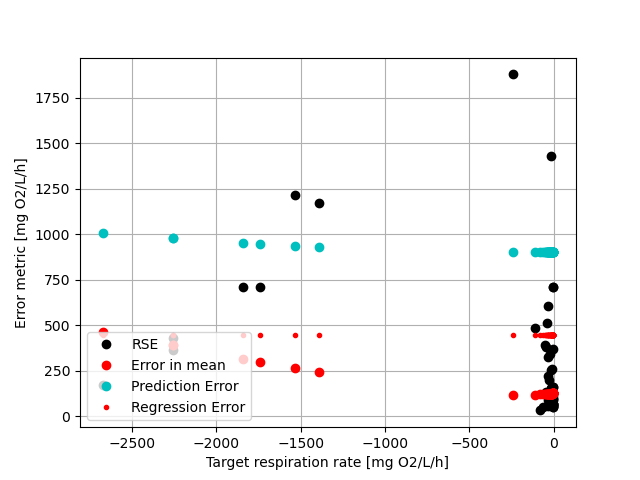 1750
1500
1250
1000
750
500
250
0
Error metric [mg O2/L/h]
RSE
Error in mean
Prediction Error
Regression Error
−2500 −2000 −1500 −1000 −500 0
Target respiration rate [mg O2/L/h]